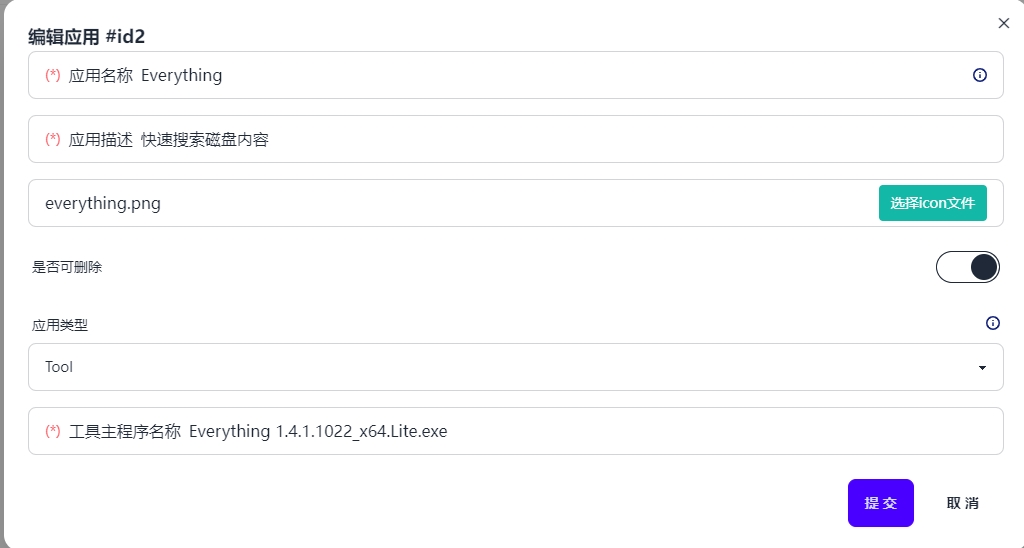 编辑应用 #id2
(*) 应用名称 Everything
(*) 应用描述 快速搜索磁盘内容
everything.png 选择icon文件
是否可删除
应用类型
Tool
(*) 工具主程序名称 Everything 1.4.1.1022_x64.Lite.exe
提交 取消